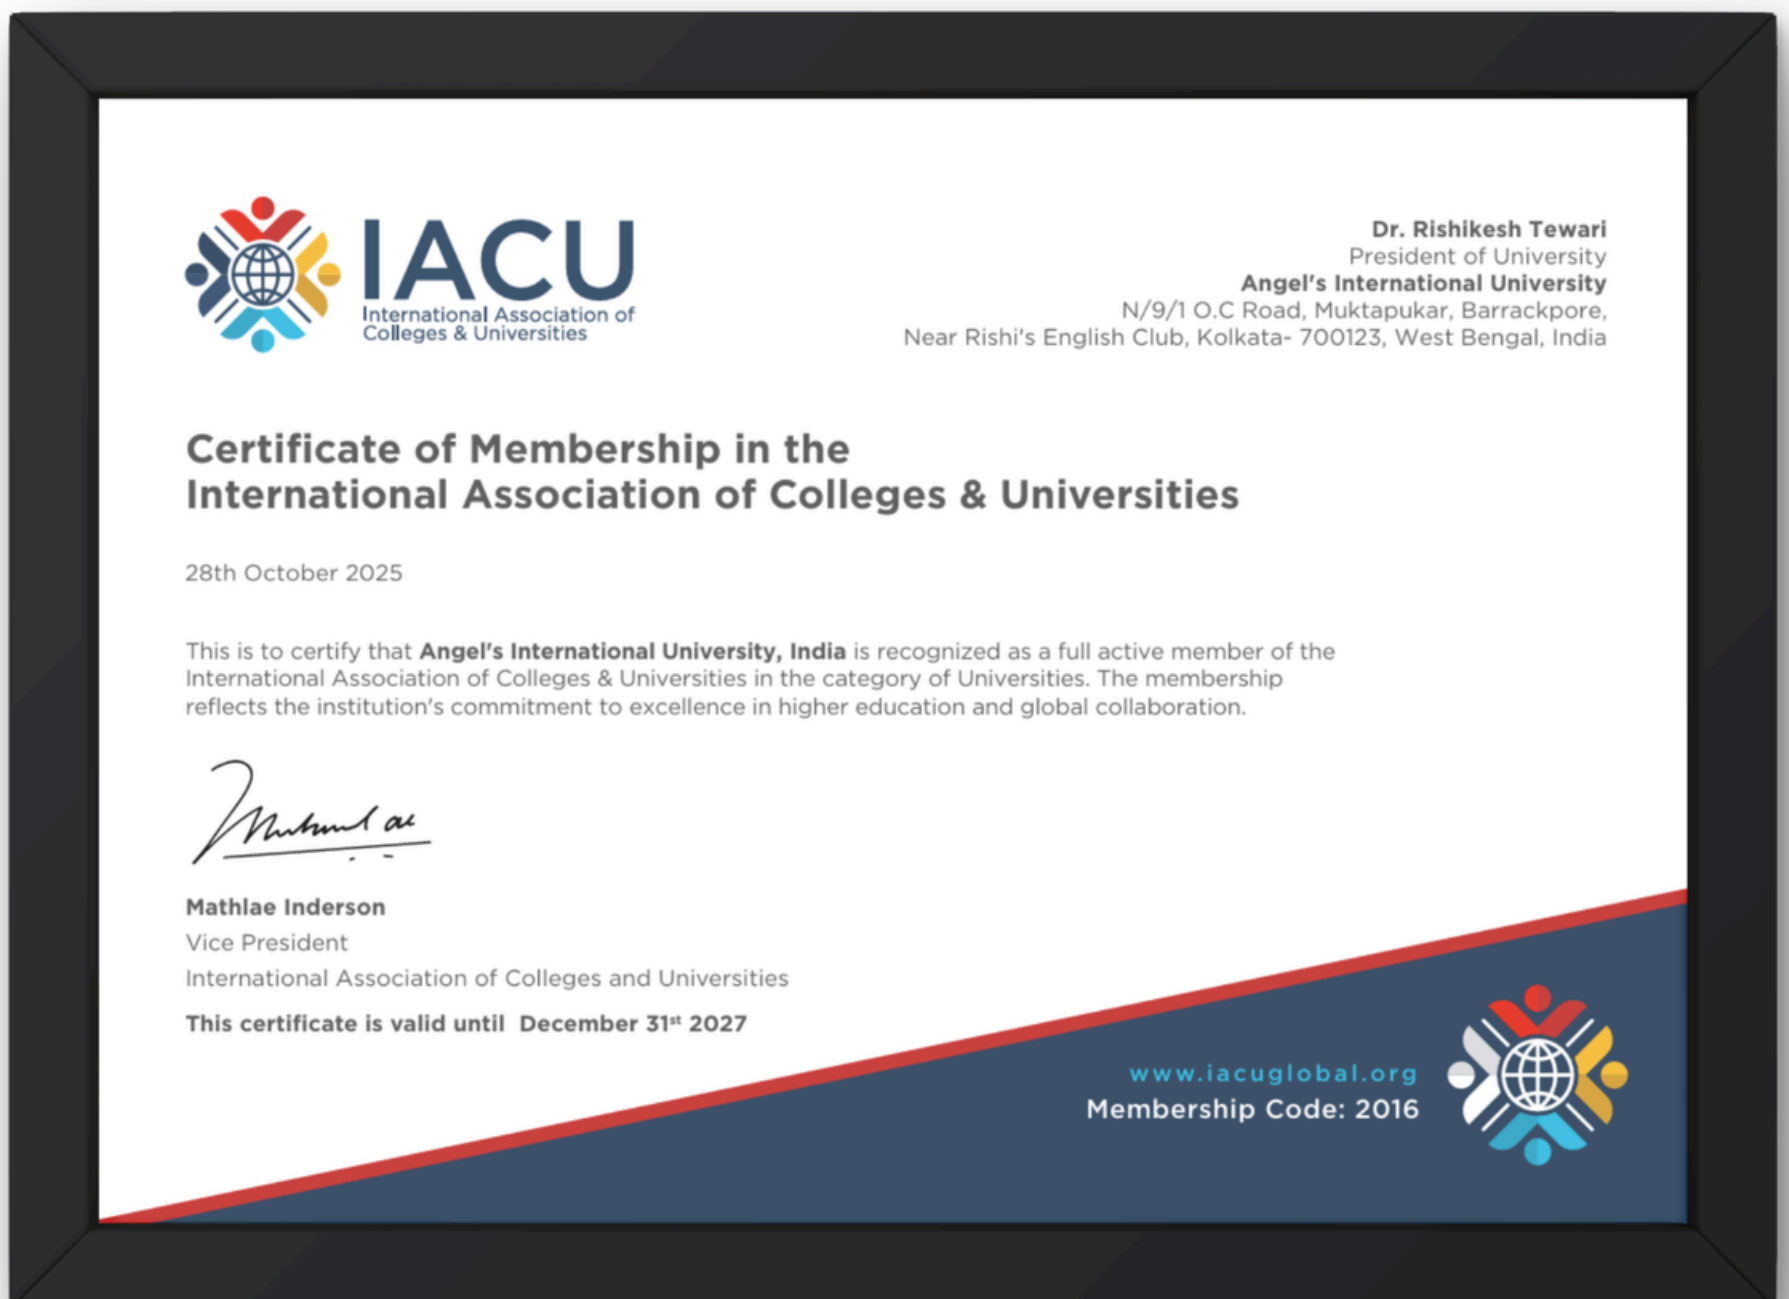 IACU
International Association of
Colleges & Universities
Dr. Rishikesh Tewari
President of University
Angel's International University
N/9/1 O.C Road, Muktapukar, Barrackpore,
Near Rishi's English Club, Kolkata- 700123, West Bengal, India
Certificate of Membership in the
International Association of Colleges & Universities
28th October 2025
This is to certify that Angel's International University, India is recognized as a full active member of the
International Association of Colleges & Universities in the category of Universities. The membership
reflects the institution's commitment to excellence in higher education and global collaboration.
Mathlae Inderson
Vice President
International Association of Colleges and Universities
This certificate is valid until December 31st 2027
www.iacuglobal.org
Membership Code: 2016